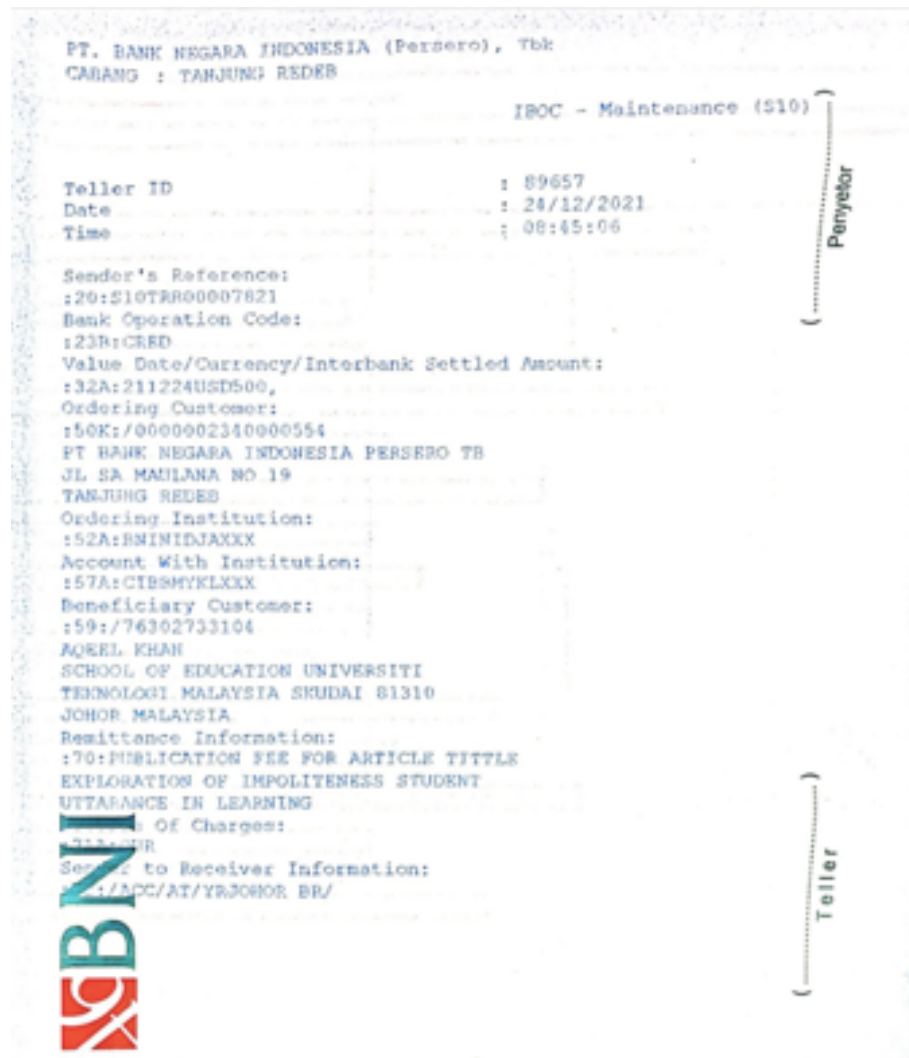 PT. BANK NEGARA INDONESIA (Persero), Tbk
CABANG : TANJUNG REDEB
IBOC - Maintenance (S10)
Teller ID : 89657
Date : 24/12/2021
Time : 08:45:06
Sender's Reference:
:20:S10TRB00007821
Bank Operation Code:
:23B:CRED
Value Date/Currency/Interbank Settled Amount:
:32A:211224USD500,
Ordering Customer:
:50K:/0000002340000554
PT BANK NEGARA INDONESIA PERSERO TB
JL SA MAULANA NO 19
TANJUNG REDEB
Ordering Institution:
:52A:BNINIDJAXXX
Account With Institution:
:57A:CIBBMYKLXXX
Beneficiary Customer:
:59:/76302733104
AQEEL KHAN
SCHOOL OF EDUCATION UNIVERSITI
TEKNOLOGI MALAYSIA SKUDAI 81310
JOHOR MALAYSIA
Remittance Information:
:70:PUBLICATION FEE FOR ARTICLE TITTLE
EXPLORATION OF IMPOLITENESS STUDENT
UTTARANCE IN LEARNING
Of Charges:
OUR
Sender to Receiver Information:
:/ACC/AT/YRJOHOR BR/
BNI
(..........) Penyetor
(..........) Teller